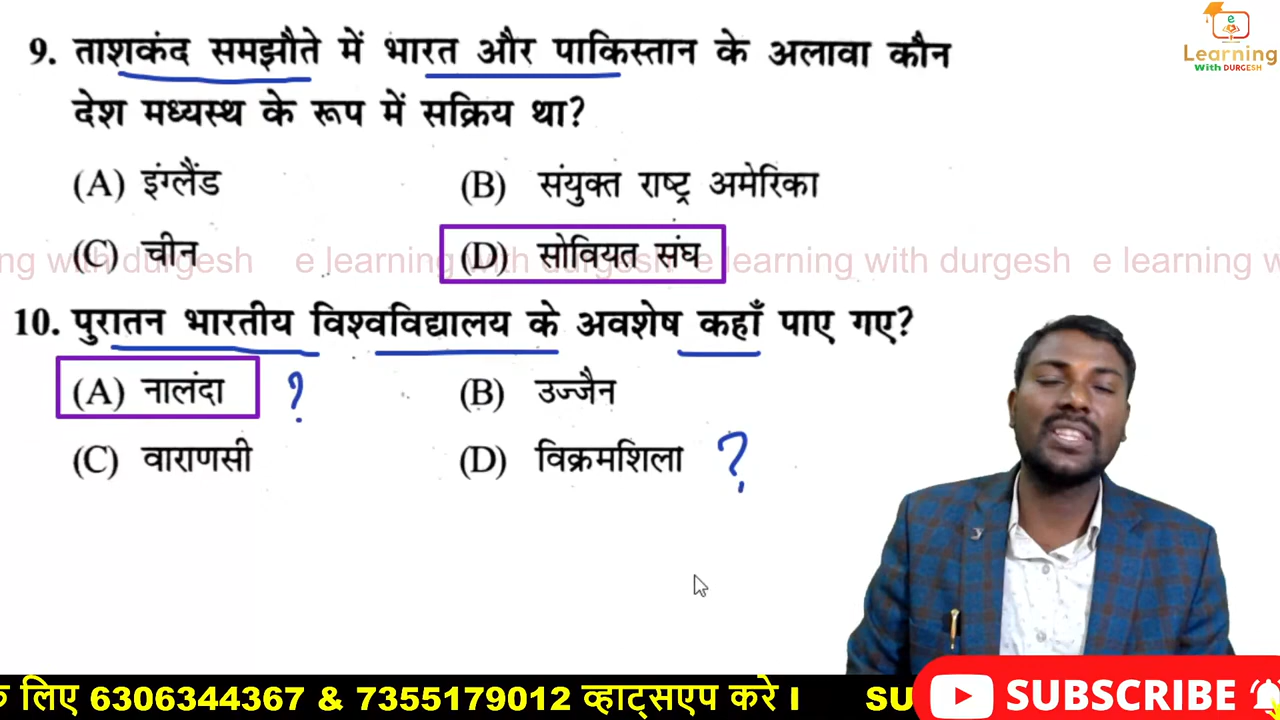 e
Learning
With DURGESH
9. ताशकंद समझौते में भारत और पाकिस्तान के अलावा कौन
देश मध्यस्थ के रूप में सक्रिय था?
(A) इंग्लैंड
(B) संयुक्त राष्ट्र अमेरिका
(C) चीन
(D) सोवियत संघ
ng with durgesh e learning with durgesh e learning with durgesh e learning w
10. पुरातन भारतीय विश्वविद्यालय के अवशेष कहाँ पाए गए?
(A) नालंदा ?
(B) उज्जैन
(C) वाराणसी
(D) विक्रमशिला ?
के लिए 6306344367 & 7355179012 व्हाट्सएप करे I SU
SUBSCRIBE